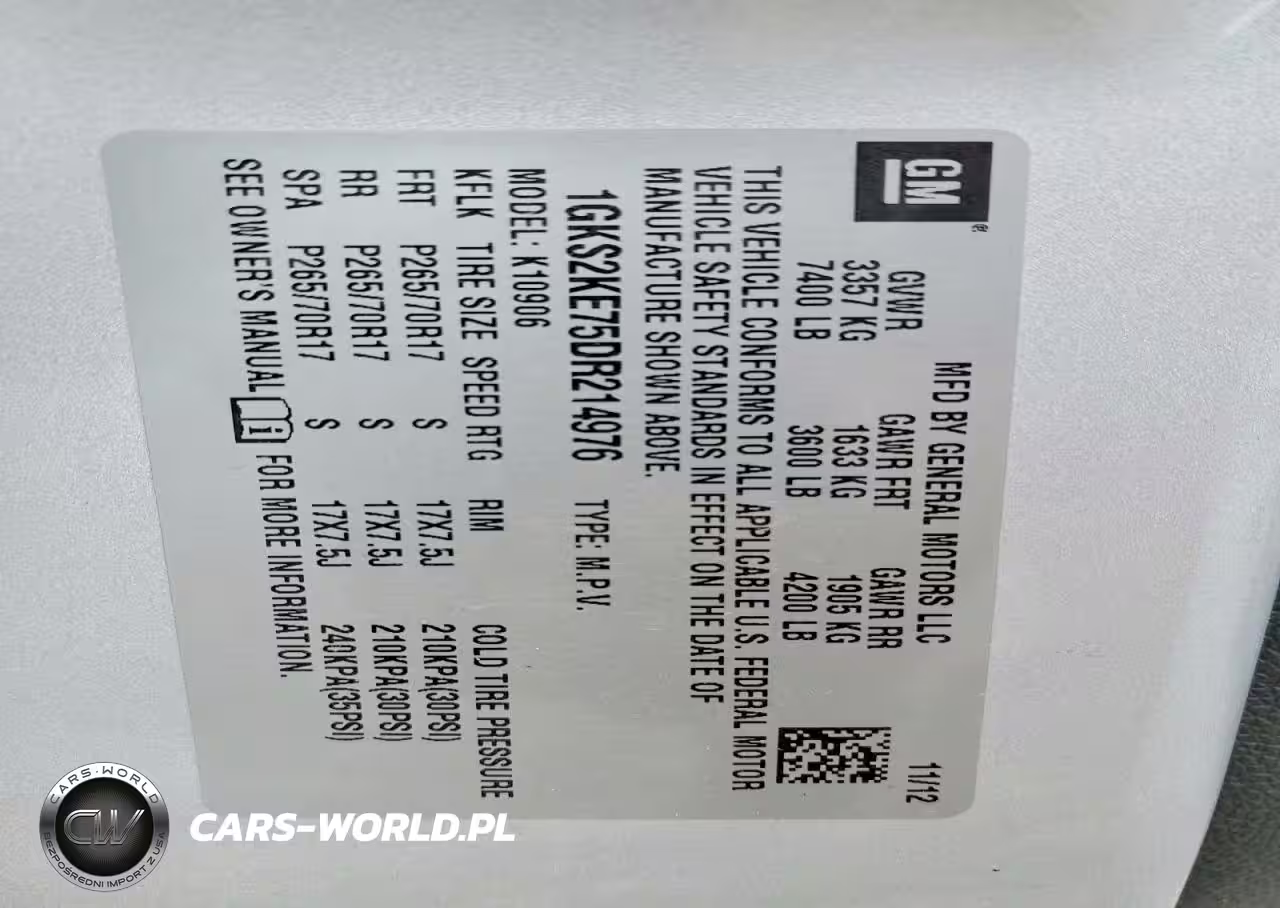 GM
MFD BY GENERAL MOTORS LLC 11/12
GVWR GAWR FRT GAWR RR
3357 KG 1633 KG 1905 KG
7400 LB 3600 LB 4200 LB
THIS VEHICLE CONFORMS TO ALL APPLICABLE U.S. FEDERAL MOTOR
VEHICLE SAFETY STANDARDS IN EFFECT ON THE DATE OF
MANUFACTURE SHOWN ABOVE.
1GKS2KE75DR214976 TYPE: M.P.V.
MODEL: K10906
KFLK TIRE SIZE SPEED RTG RIM COLD TIRE PRESSURE
FRT P265/70R17 S 17X7.5J 210KPA(30PSI)
RR P265/70R17 S 17X7.5J 210KPA(30PSI)
SPA P265/70R17 S 17X7.5J 240KPA(35PSI)
SEE OWNER'S MANUAL i FOR MORE INFORMATION.
CARS-WORLD
CW
BEZPOŚREDNI IMPORT Z USA
CARS-WORLD.PL